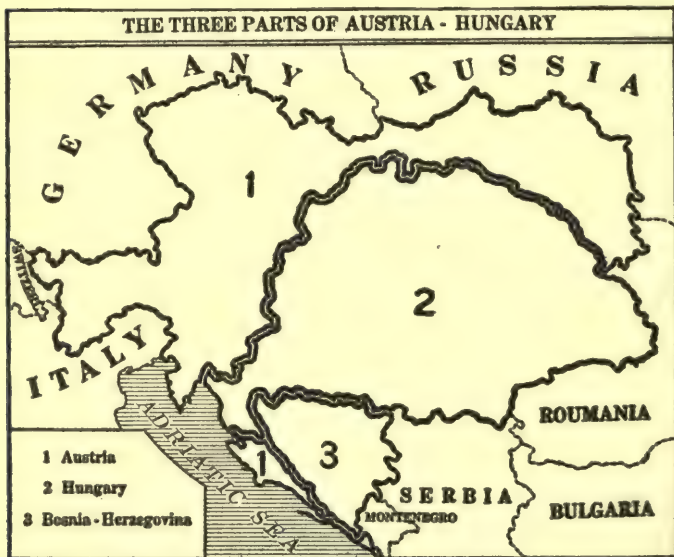 THE THREE PARTS OF AUSTRIA - HUNGARY
GERMANY
RUSSIA
1
SWITZERL
2
ITALY
ADRIATIC SEA
ROUMANIA
1
3
SERBIA
MONTENEGRO
BULGARIA
1 Austria
2 Hungary
3 Bosnia-Herzegovina